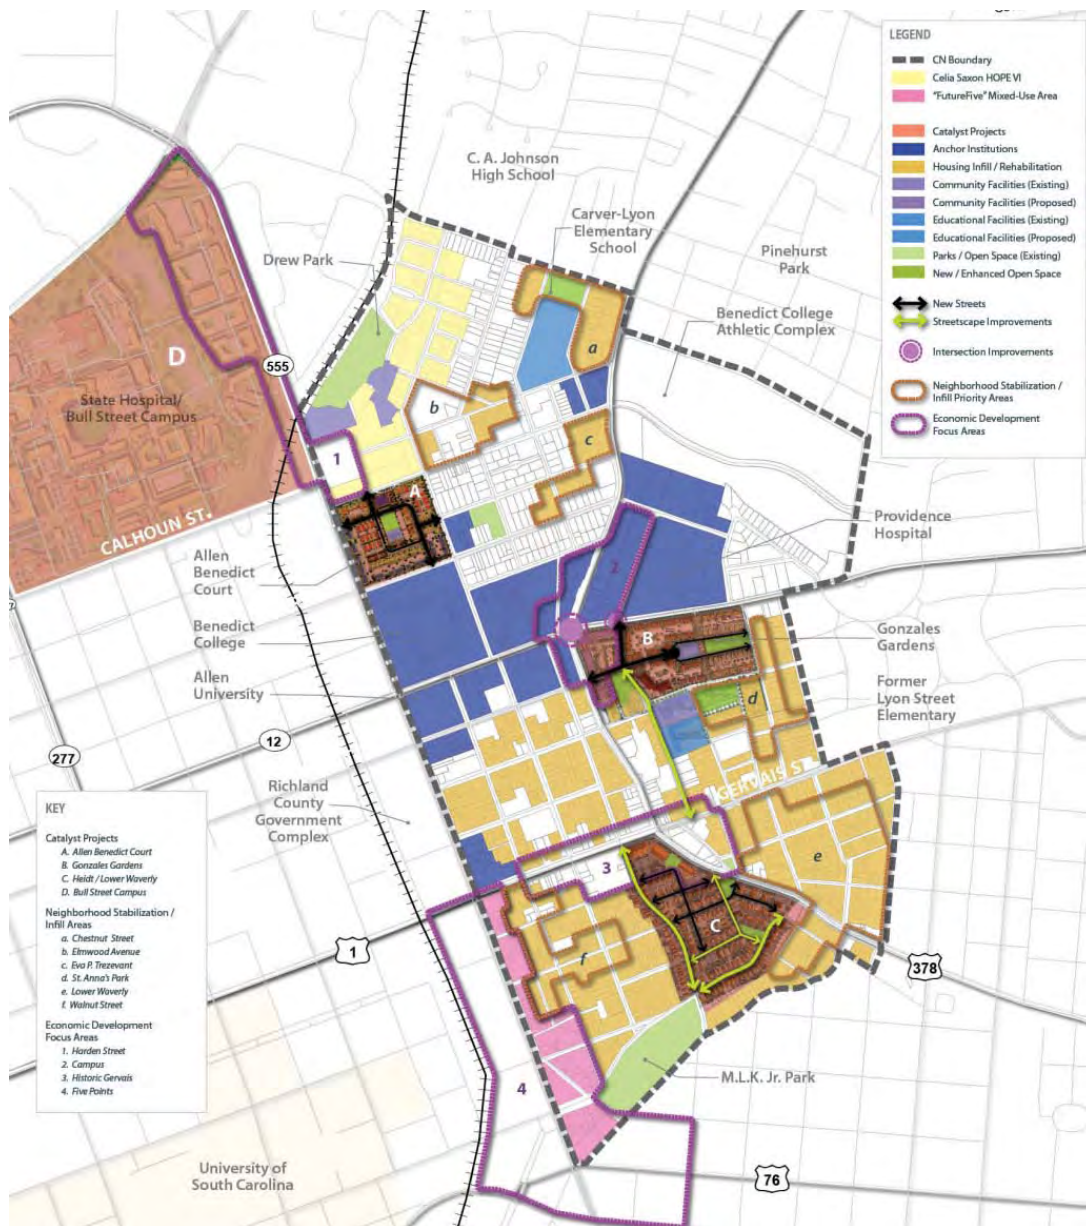 LEGEND
CN Boundary
Celia Saxon HOPE VI
"FutureFive" Mixed-Use Area
Catalyst Projects
Anchor Institutions
Housing Infill / Rehabilitation
Community Facilities (Existing)
Community Facilities (Proposed)
Educational Facilities (Existing)
Educational Facilities (Proposed)
Parks / Open Space (Existing)
New / Enhanced Open Space
New Streets
Streetscape Improvements
Intersection Improvements
Neighborhood Stabilization /
Infill Priority Areas
Economic Development
Focus Areas
C. A. Johnson
High School
Carver-Lyon
Elementary
School
Drew Park
Pinehurst
Park
Benedict College
Athletic Complex
D
555
State Hospital/
Bull Street Campus
a
b
c
1
A
CALHOUN ST.
Providence
Hospital
Allen
Benedict
Court
2
Benedict
College
B
Gonzales
Gardens
Allen
University
Former
Lyon Street
Elementary
d
12
277
GERVAIS ST.
Richland
County
Government
Complex
KEY
Catalyst Projects
A. Allen Benedict Court
B. Gonzales Gardens
C. Heidt / Lower Waverly
D. Bull Street Campus
Neighborhood Stabilization /
Infill Areas
a. Chestnut Street
b. Elmwood Avenue
c. Eva P. Trezevant
d. St. Anna's Park
e. Lower Waverly
f. Walnut Street
Economic Development
Focus Areas
1. Harden Street
2. Campus
3. Historic Gervais
4. Five Points
e
3
C
f
1
378
M.L.K. Jr. Park
4
University of
South Carolina
76